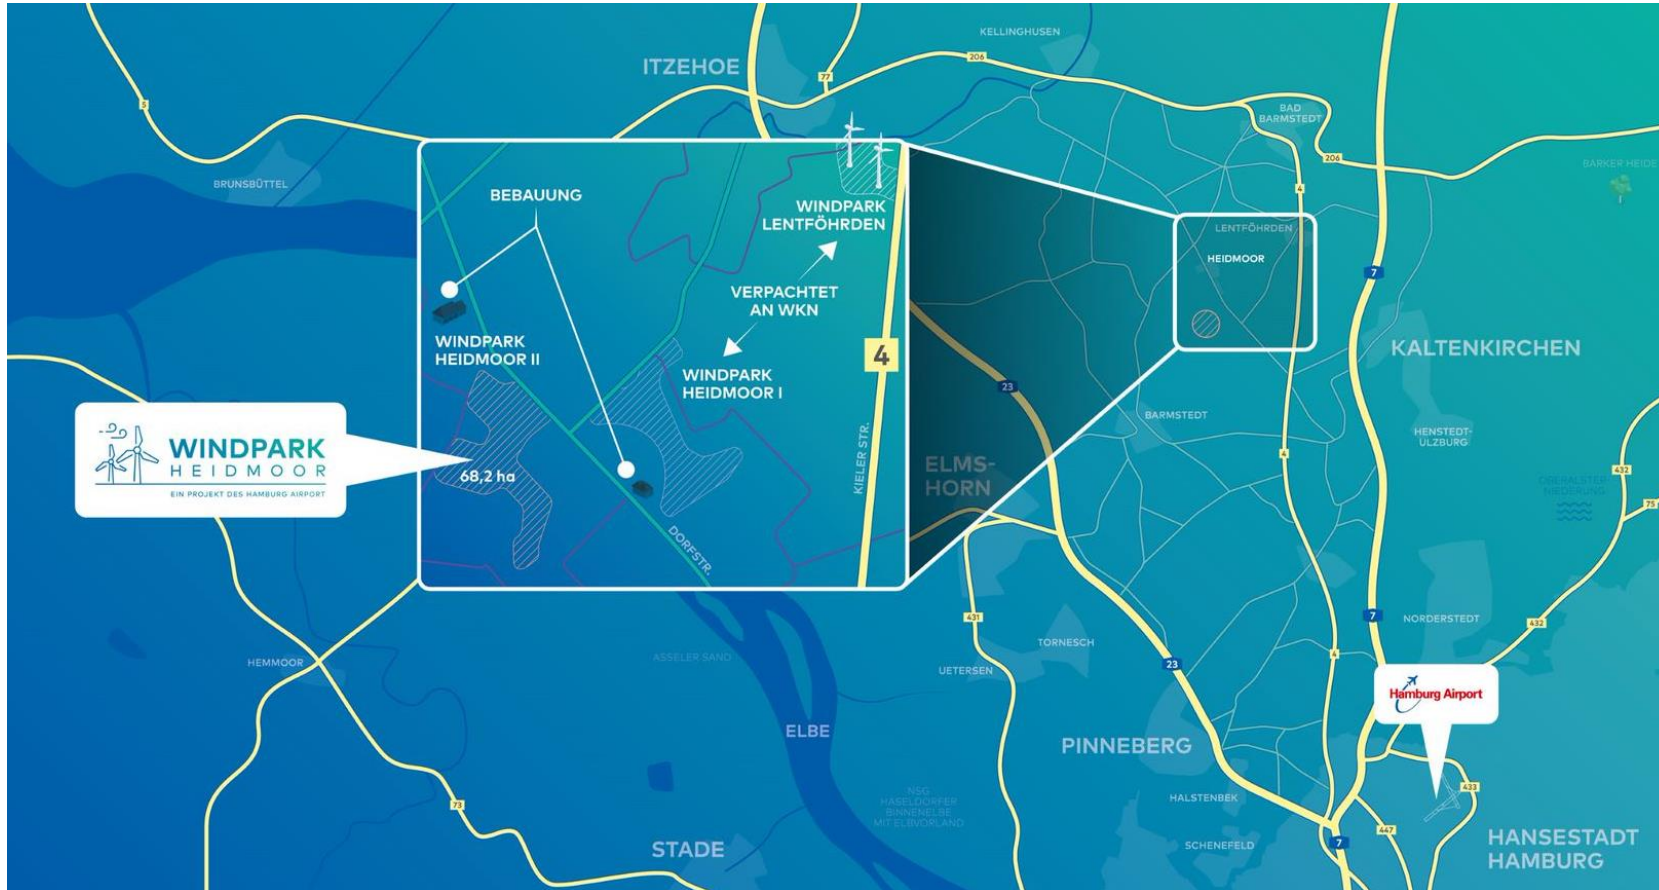 KELLINGHUSEN
ITZEHOE
206
77
5
BAD
BARMSTEDT
206
BARKER HEIDE
BRUNSBÜTTEL
4
BEBAUUNG
WINDPARK
LENTFÖHRDEN
LENTFÖHRDEN
HEIDMOOR
7
VERPACHTET
AN WKN
WINDPARK
HEIDMOOR II
4
KALTENKIRCHEN
WINDPARK
HEIDMOOR I
23
BARMSTEDT
HENSTEDT-
ULZBURG
WINDPARK
HEIDMOOR
EIN PROJEKT DES HAMBURG AIRPORT
68,2 ha
KIELER STR.
ELMS-
HORN
4
432
OBERALSTER-
NIEDERUNG
75
DORFSTR.
431
7
NORDERSTEDT
432
TORNESCH
HEMMOOR
ASSELER SAND
UETERSEN
23
4
Hamburg Airport
ELBE
PINNEBERG
NSG
HASELDORFER
BINNENELBE
MIT ELBVORLAND
HALSTENBEK
433
73
447
STADE
SCHENEFELD
7
HANSESTADT
HAMBURG